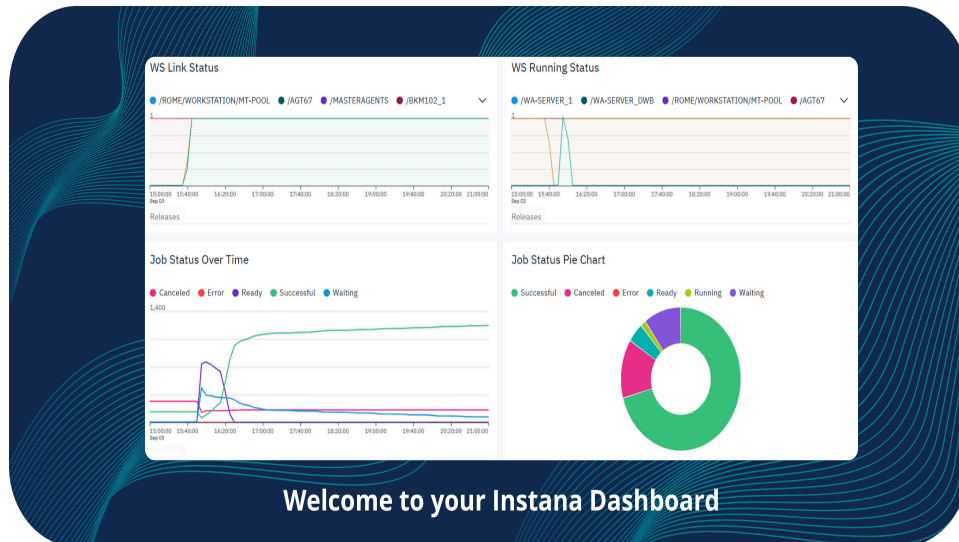 WS Link Status
/ROME/WORKSTATION/MT-POOL /AGT67 /MASTERAGENTS /BKM102_1
1
15:00:00 15:40:00 16:20:00 17:00:00 17:40:00 18:20:00 19:00:00 19:40:00 20:20:00 21:00:00
Sep 03
Releases
WS Running Status
/WA-SERVER_1 /WA-SERVER_DWB /ROME/WORKSTATION/MT-POOL /AGT67
1
15:00:00 15:40:00 16:20:00 17:00:00 17:40:00 18:20:00 19:00:00 19:40:00 20:20:00 21:00:00
Sep 03
Releases
Job Status Over Time
Canceled Error Ready Successful Waiting
1,400
15:00:00 15:40:00 16:20:00 17:00:00 17:40:00 18:20:00 19:00:00 19:40:00 20:20:00 21:00:00
Sep 03
Job Status Pie Chart
Successful Canceled Error Ready Running Waiting
Welcome to your Instana Dashboard